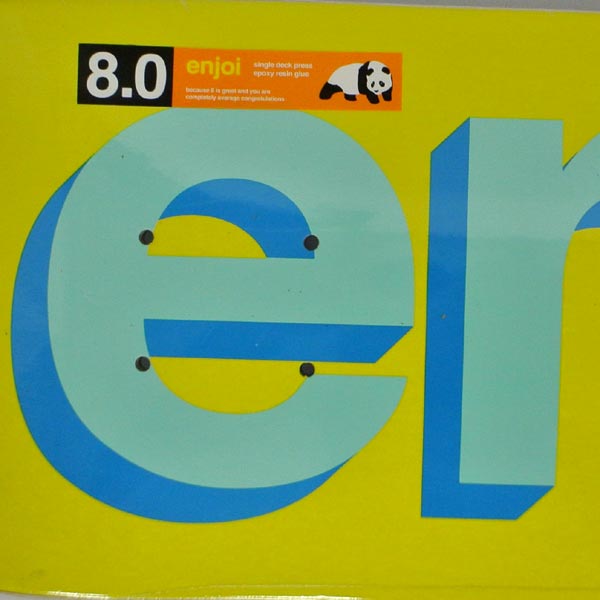 8.0
enjoi
single deck press
epoxy resin glue
because 8 is great and you are
completely average congratulations
en